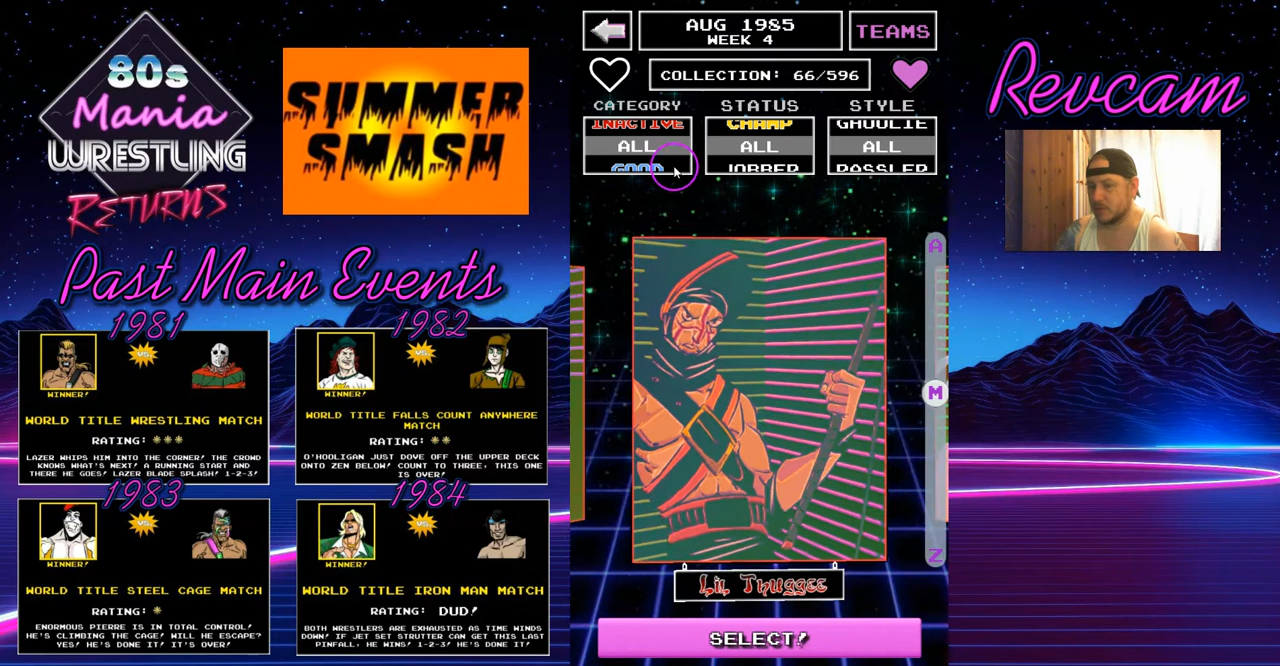 80s
Mania
WRESTLING
RETURNS
SUMMER
SMASH
Past Main Events
1981
VS
WINNER!
WORLD TITLE WRESTLING MATCH
RATING: ***
LAZER WHIPS HIM INTO THE CORNER! THE CROWD
KNOWS WHAT'S NEXT! A RUNNING START AND
THERE HE GOES! LAZER BLADE SPLASH! 1-2-3!
1982
VS
WINNER!
WORLD TITLE FALLS COUNT ANYWHERE
MATCH
RATING: **
O'HOOLIGAN JUST DOVE OFF THE UPPER DECK
ONTO ZEN BELOW! COUNT TO THREE, THIS ONE
IS OVER!
1983
VS
WINNER!
WORLD TITLE STEEL CAGE MATCH
RATING: *
ENORMOUS PIERRE IS IN TOTAL CONTROL!
HE'S CLIMBING THE CAGE! WILL HE ESCAPE?
YES! HE'S DONE IT! IT'S OVER!
1984
VS
WINNER!
WORLD TITLE IRON MAN MATCH
RATING: DUD!
BOTH WRESTLERS ARE EXHAUSTED AS TIME WINDS
DOWN! IF JET SET STRUTTER CAN GET THIS LAST
PINFALL, HE WINS! 1-2-3! HE'S DONE IT!
AUG 1985
WEEK 4
TEAMS
COLLECTION: 66/596
CATEGORY STATUS STYLE
INACTIVE CHAMP GHOULIE
ALL ALL ALL
GOOD JOBBER RASSLER
A
M
Z
Lil Thuggee
SELECT!
Revcam